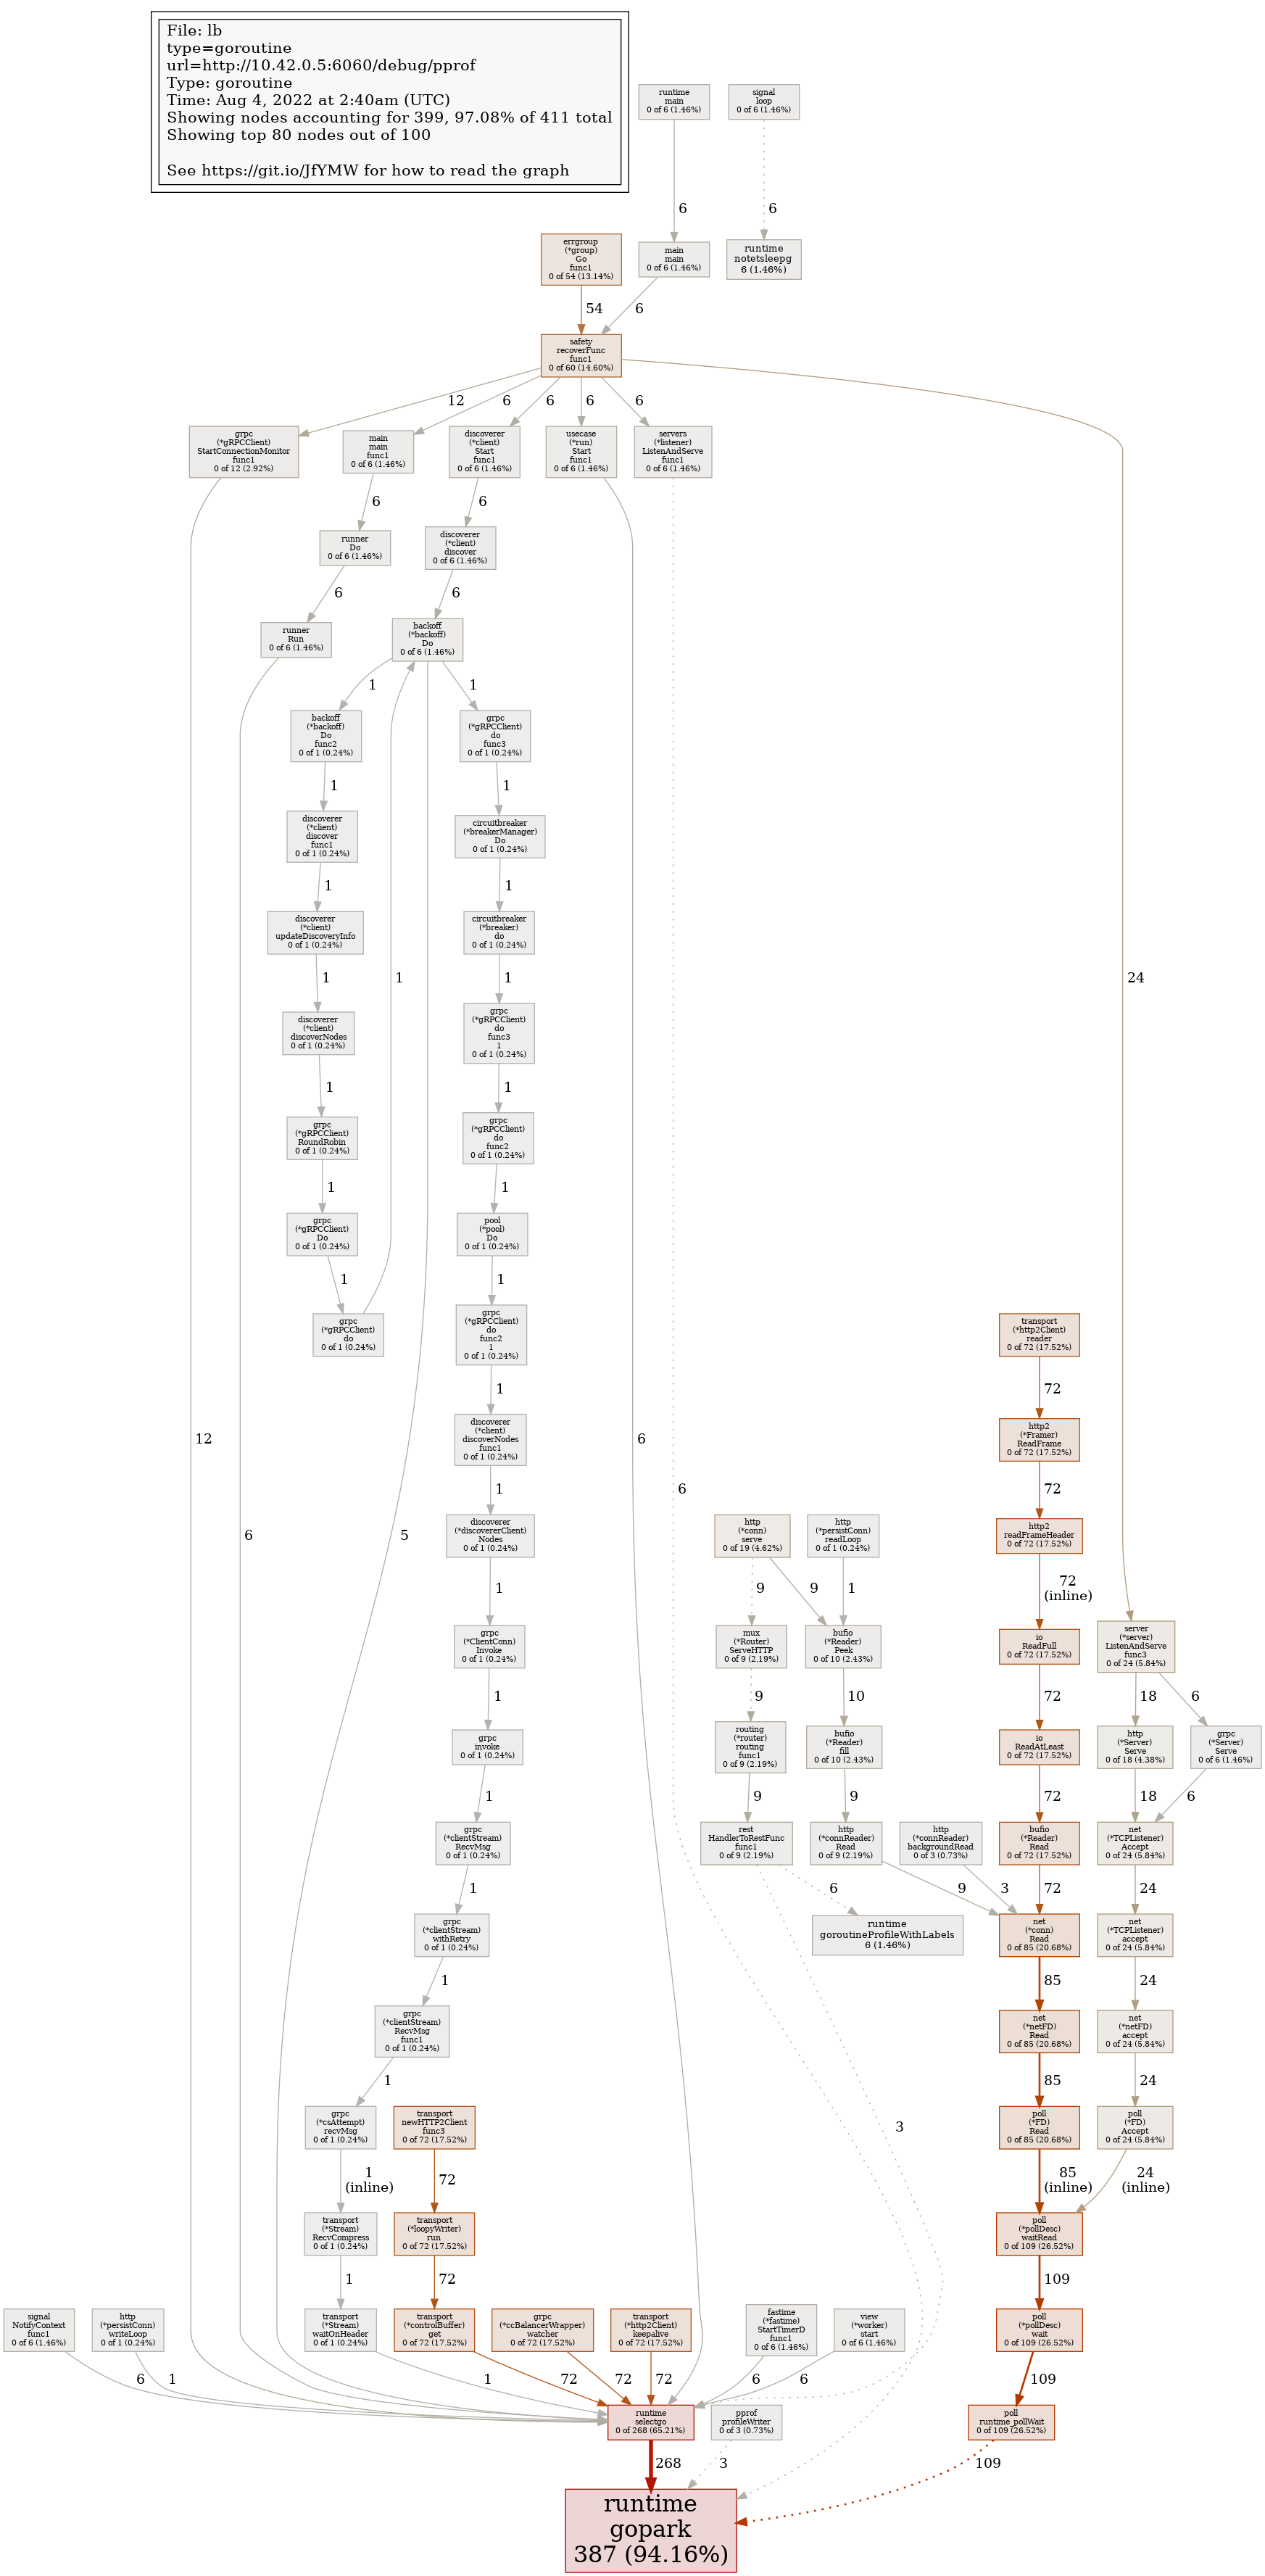 File: lb
type=goroutine
url=http://10.42.0.5:6060/debug/pprof
Type: goroutine
Time: Aug 4, 2022 at 2:40am (UTC)
Showing nodes accounting for 399, 97.08% of 411 total
Showing top 80 nodes out of 100
See https://git.io/JfYMW for how to read the graph
runtime
main
0 of 6 (1.46%)
signal
loop
0 of 6 (1.46%)
6
6
errgroup
(*group)
Go
func1
0 of 54 (13.14%)
main
main
0 of 6 (1.46%)
runtime
notetsleepg
6 (1.46%)
54
6
safety
recoverFunc
func1
0 of 60 (14.60%)
12
6
6
6
6
24
grpc
(*gRPCClient)
StartConnectionMonitor
func1
0 of 12 (2.92%)
main
main
func1
0 of 6 (1.46%)
discoverer
(*client)
Start
func1
0 of 6 (1.46%)
usecase
(*run)
Start
func1
0 of 6 (1.46%)
servers
(*listener)
ListenAndServe
func1
0 of 6 (1.46%)
6
6
runner
Do
0 of 6 (1.46%)
discoverer
(*client)
discover
0 of 6 (1.46%)
6
6
runner
Run
0 of 6 (1.46%)
backoff
(*backoff)
Do
0 of 6 (1.46%)
1
1
backoff
(*backoff)
Do
func2
0 of 1 (0.24%)
grpc
(*gRPCClient)
do
func3
0 of 1 (0.24%)
1
1
discoverer
(*client)
discover
func1
0 of 1 (0.24%)
circuitbreaker
(*breakerManager)
Do
0 of 1 (0.24%)
1
1
discoverer
(*client)
updateDiscoveryInfo
0 of 1 (0.24%)
circuitbreaker
(*breaker)
do
0 of 1 (0.24%)
1
1
1
discoverer
(*client)
discoverNodes
0 of 1 (0.24%)
grpc
(*gRPCClient)
do
func3
1
0 of 1 (0.24%)
1
1
grpc
(*gRPCClient)
RoundRobin
0 of 1 (0.24%)
grpc
(*gRPCClient)
do
func2
0 of 1 (0.24%)
1
1
grpc
(*gRPCClient)
Do
0 of 1 (0.24%)
pool
(*pool)
Do
0 of 1 (0.24%)
1
1
grpc
(*gRPCClient)
do
0 of 1 (0.24%)
grpc
(*gRPCClient)
do
func2
1
0 of 1 (0.24%)
transport
(*http2Client)
reader
0 of 72 (17.52%)
1
72
discoverer
(*client)
discoverNodes
func1
0 of 1 (0.24%)
http2
(*Framer)
ReadFrame
0 of 72 (17.52%)
12
6
6
1
72
discoverer
(*discovererClient)
Nodes
0 of 1 (0.24%)
http
(*conn)
serve
0 of 19 (4.62%)
http
(*persistConn)
readLoop
0 of 1 (0.24%)
http2
readFrameHeader
0 of 72 (17.52%)
6
5
1
9
9
1
72
(inline)
grpc
(*ClientConn)
Invoke
0 of 1 (0.24%)
mux
(*Router)
ServeHTTP
0 of 9 (2.19%)
bufio
(*Reader)
Peek
0 of 10 (2.43%)
io
ReadFull
0 of 72 (17.52%)
server
(*server)
ListenAndServe
func3
0 of 24 (5.84%)
1
9
10
72
18
6
grpc
invoke
0 of 1 (0.24%)
routing
(*router)
routing
func1
0 of 9 (2.19%)
bufio
(*Reader)
fill
0 of 10 (2.43%)
io
ReadAtLeast
0 of 72 (17.52%)
http
(*Server)
Serve
0 of 18 (4.38%)
grpc
(*Server)
Serve
0 of 6 (1.46%)
1
9
9
72
18
6
grpc
(*clientStream)
RecvMsg
0 of 1 (0.24%)
rest
HandlerToRestFunc
func1
0 of 9 (2.19%)
http
(*connReader)
Read
0 of 9 (2.19%)
http
(*connReader)
backgroundRead
0 of 3 (0.73%)
bufio
(*Reader)
Read
0 of 72 (17.52%)
net
(*TCPListener)
Accept
0 of 24 (5.84%)
1
6
9
3
72
24
grpc
(*clientStream)
withRetry
0 of 1 (0.24%)
runtime
goroutineProfileWithLabels
6 (1.46%)
net
(*conn)
Read
0 of 85 (20.68%)
net
(*TCPListener)
accept
0 of 24 (5.84%)
1
85
24
grpc
(*clientStream)
RecvMsg
func1
0 of 1 (0.24%)
net
(*netFD)
Read
0 of 85 (20.68%)
net
(*netFD)
accept
0 of 24 (5.84%)
1
85
24
grpc
(*csAttempt)
recvMsg
0 of 1 (0.24%)
transport
newHTTP2Client
func3
0 of 72 (17.52%)
3
poll
(*FD)
Read
0 of 85 (20.68%)
poll
(*FD)
Accept
0 of 24 (5.84%)
1
(inline)
72
85
(inline)
24
(inline)
transport
(*Stream)
RecvCompress
0 of 1 (0.24%)
transport
(*loopyWriter)
run
0 of 72 (17.52%)
poll
(*pollDesc)
waitRead
0 of 109 (26.52%)
1
72
109
signal
NotifyContext
func1
0 of 6 (1.46%)
http
(*persistConn)
writeLoop
0 of 1 (0.24%)
transport
(*Stream)
waitOnHeader
0 of 1 (0.24%)
transport
(*controlBuffer)
get
0 of 72 (17.52%)
grpc
(*ccBalancerWrapper)
watcher
0 of 72 (17.52%)
transport
(*http2Client)
keepalive
0 of 72 (17.52%)
fastime
(*fastime)
StartTimerD
func1
0 of 6 (1.46%)
view
(*worker)
start
0 of 6 (1.46%)
poll
(*pollDesc)
wait
0 of 109 (26.52%)
6
1
1
72
72
72
6
6
109
runtime
selectgo
0 of 268 (65.21%)
pprof
profileWriter
0 of 3 (0.73%)
poll
runtime_pollWait
0 of 109 (26.52%)
268
3
109
runtime
gopark
387 (94.16%)